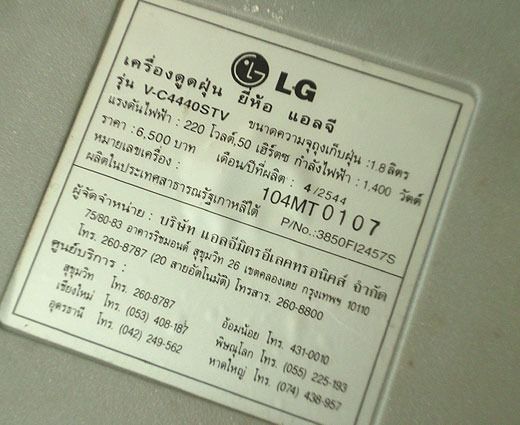 LG
เครื่องดูดฝุ่น ยี่ห้อ แอลจี
รุ่น V-C4440STV ขนาดความจุถุงเก็บฝุ่น : 1.8 ลิตร
แรงดันไฟฟ้า : 220 โวลต์,50 เฮิร์ตซ กำลังไฟฟ้า : 1,400 วัตต์
ราคา : 6,500 บาท เดือน/ปีที่ผลิต : 4/2544
หมายเลขเครื่อง : 104MT0107
ผลิตในประเทศสาธารณรัฐเกาหลีใต้ P/No.:3850FI2457S
ผู้จัดจำหน่าย : บริษัท แอลจีมิตรอีเลคทรอนิคส์ จำกัด
75/80-83 อาคารริชมอนด์ สุขุมวิท 26 เขตคลองเตย กรุงเทพฯ 10110
โทร. 260-8787 (20 สายอัตโนมัติ) โทรสาร. 260-8800
ศูนย์บริการ :
สุขุมวิท โทร. 260-8787 อ้อมน้อย โทร. 431-0010
เชียงใหม่ โทร. (053) 408-187 พิษณุโลก โทร. (055) 225-193
อุดรธานี โทร. (042) 249-562 หาดใหญ่ โทร. (074) 438-957